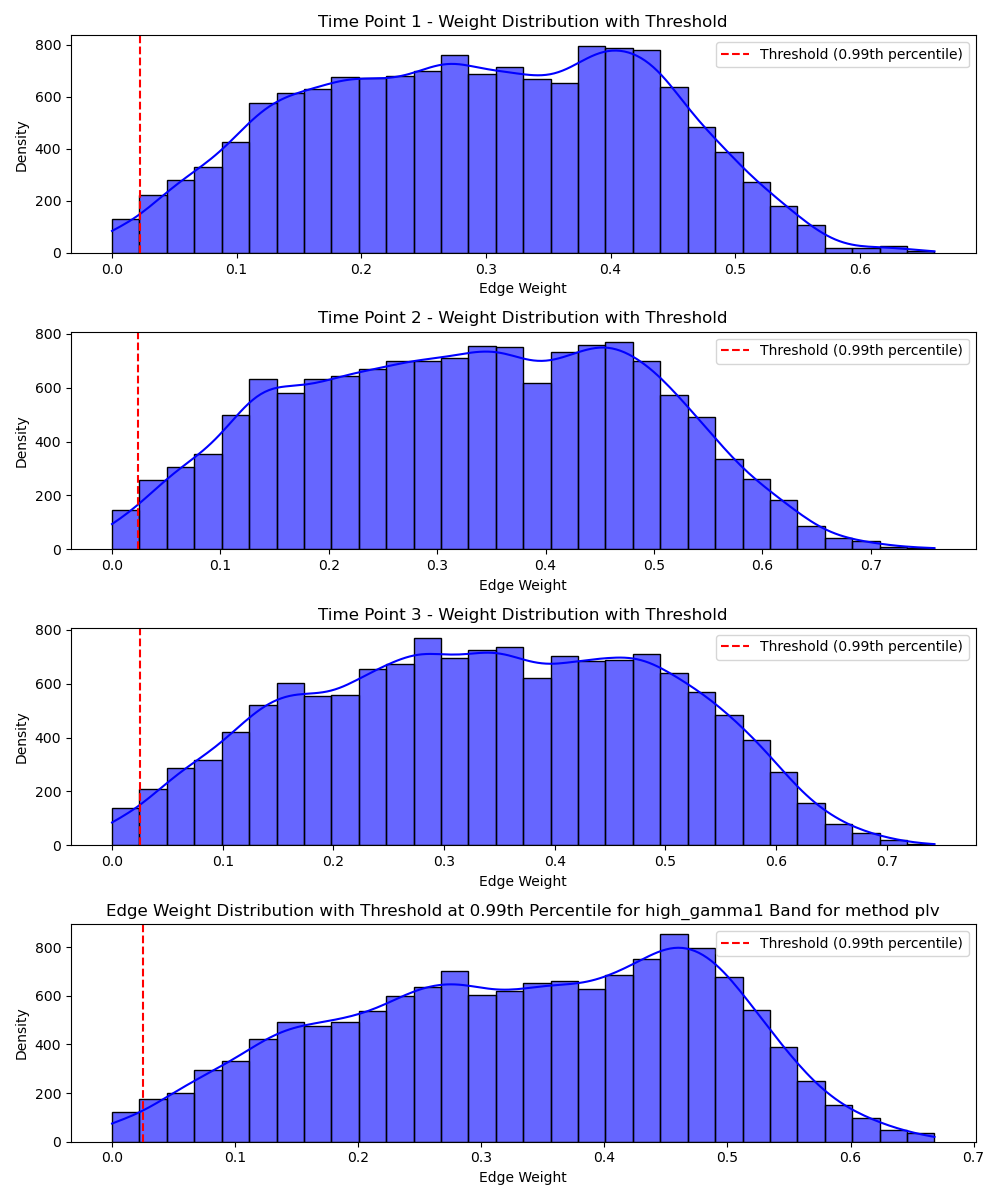 Time Point 1 - Weight Distribution with Threshold
Threshold (0.99th percentile)
Density
800
600
400
200
0
0.0 0.1 0.2 0.3 0.4 0.5 0.6
Edge Weight
Time Point 2 - Weight Distribution with Threshold
Threshold (0.99th percentile)
Density
800
600
400
200
0
0.0 0.1 0.2 0.3 0.4 0.5 0.6 0.7
Edge Weight
Time Point 3 - Weight Distribution with Threshold
Threshold (0.99th percentile)
Density
800
600
400
200
0
0.0 0.1 0.2 0.3 0.4 0.5 0.6 0.7
Edge Weight
Edge Weight Distribution with Threshold at 0.99th Percentile for high_gamma1 Band for method plv
Threshold (0.99th percentile)
Density
800
600
400
200
0
0.0 0.1 0.2 0.3 0.4 0.5 0.6 0.7
Edge Weight